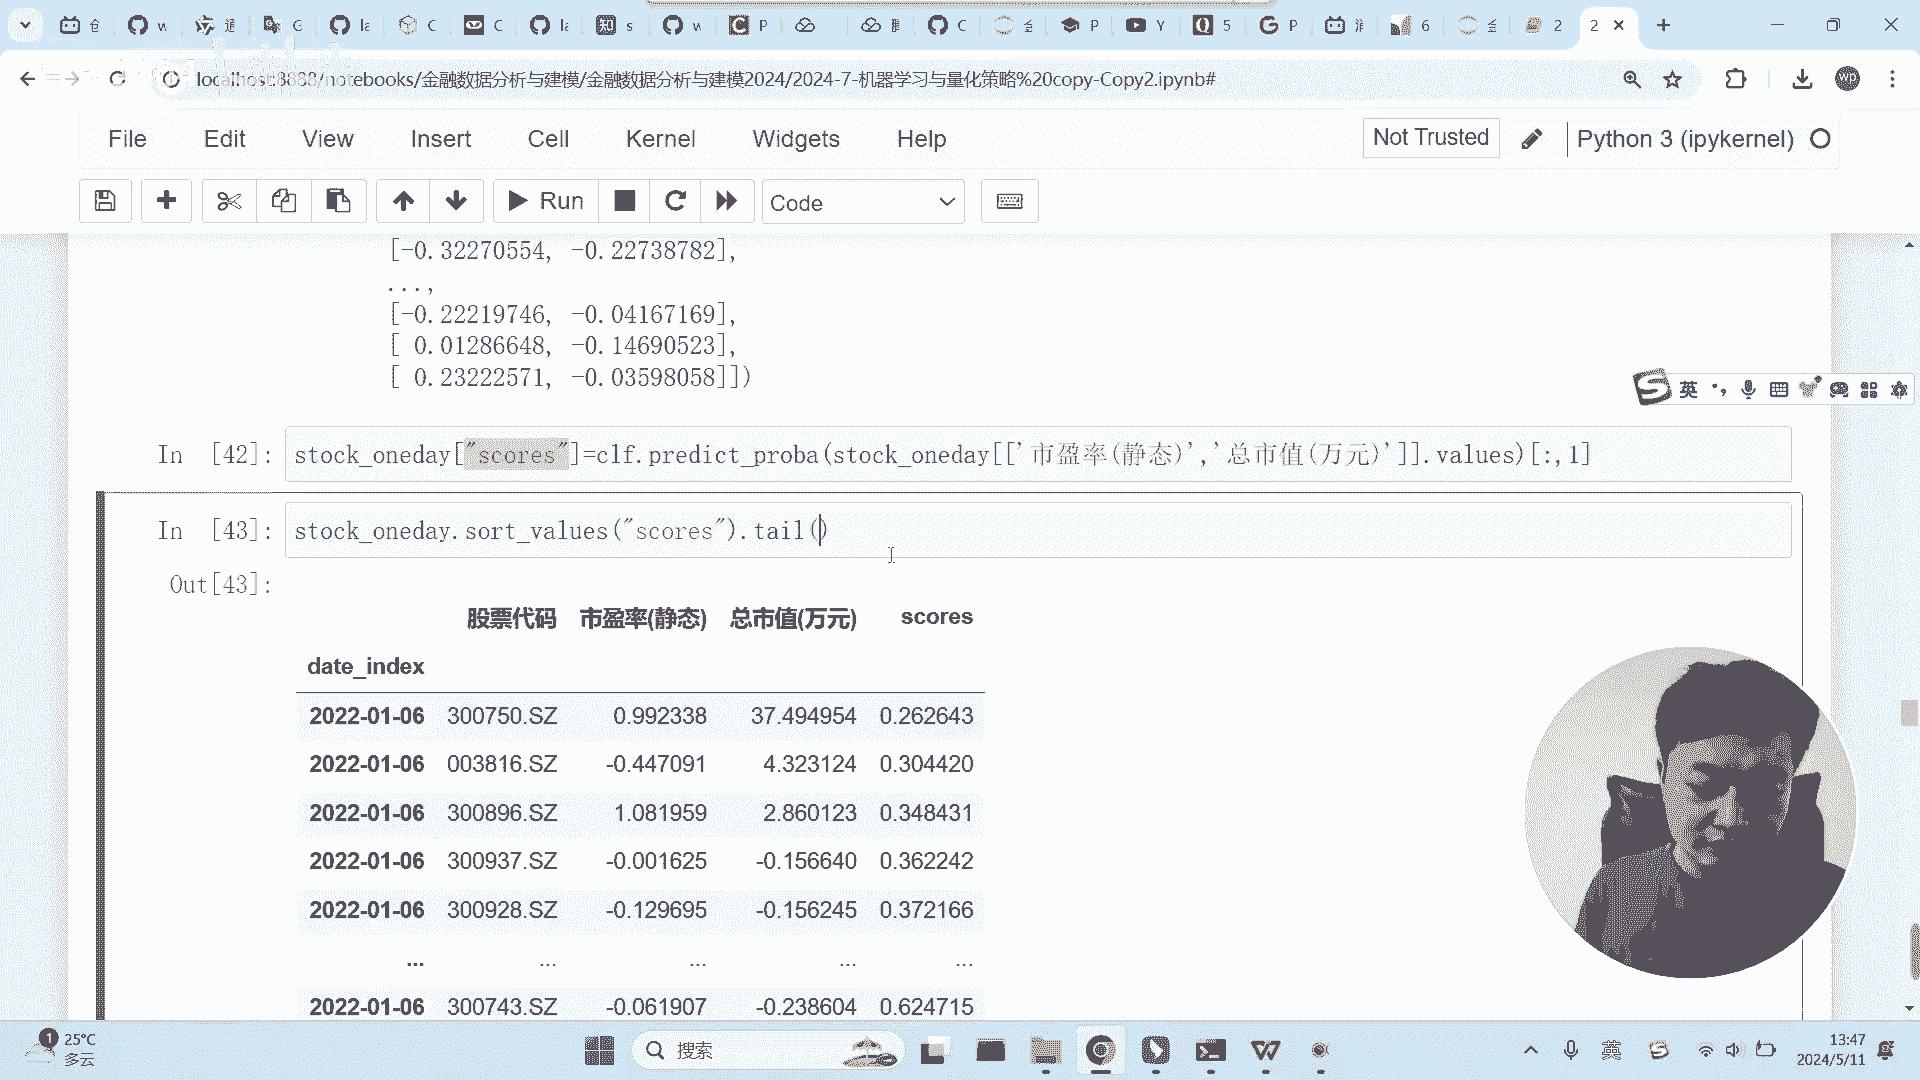 localhost:8888/notebooks/金融数据分析与建模/金融数据分析与建模2024/2024-7-机器学习与量化策略%20copy-Copy2.ipynb#
wp
File Edit View Insert Cell Kernel Widgets Help
Not Trusted
Python 3 (ipykernel)
Run
Code
[-0.32270554, -0.22738782],
...,
[-0.22219746, -0.04167169],
[ 0.01286648, -0.14690523],
[ 0.23222571, -0.03598058]])
英
In [42]: stock_oneday["scores"]=clf.predict_proba(stock_oneday[['市盈率(静态)','总市值(万元)']].values)[:,1]
In [43]: stock_oneday.sort_values("scores").tail()
Out[43]:
股票代码 市盈率(静态) 总市值(万元) scores
date_index
2022-01-06 300750.SZ 0.992338 37.494954 0.262643
2022-01-06 003816.SZ -0.447091 4.323124 0.304420
2022-01-06 300896.SZ 1.081959 2.860123 0.348431
2022-01-06 300937.SZ -0.001625 -0.156640 0.362242
2022-01-06 300928.SZ -0.129695 -0.156245 0.372166
... ... ... ... ...
2022-01-06 300743.SZ -0.061907 -0.238604 0.624715
1
25°C
多云
搜索
英
13:47
2024/5/11